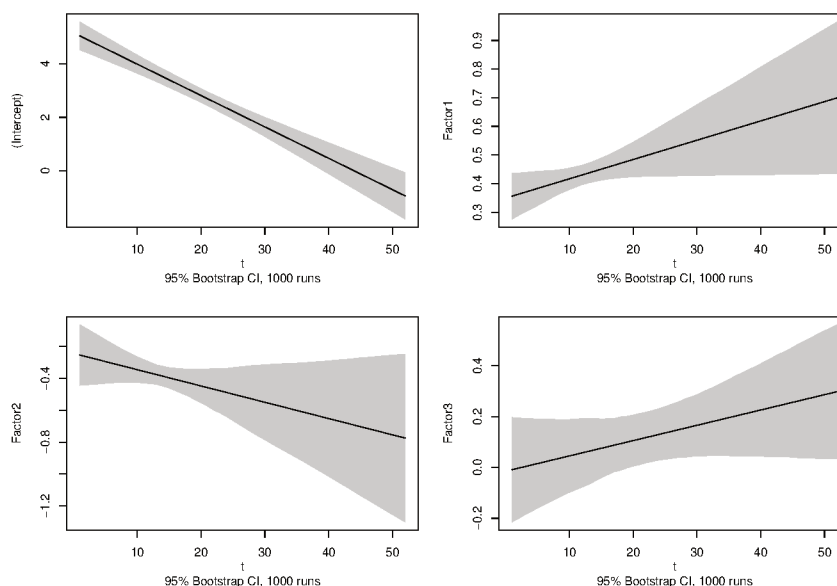 (Intercept)
4
2
0
10 20 30 40 50
t
95% Bootstrap CI, 1000 runs
Factor1
0.9
0.8
0.7
0.6
0.5
0.4
0.3
10 20 30 40 50
t
95% Bootstrap CI, 1000 runs
Factor2
−0.4
−0.8
−1.2
10 20 30 40 50
t
95% Bootstrap CI, 1000 runs
Factor3
0.4
0.2
0.0
−0.2
10 20 30 40 50
t
95% Bootstrap CI, 1000 runs